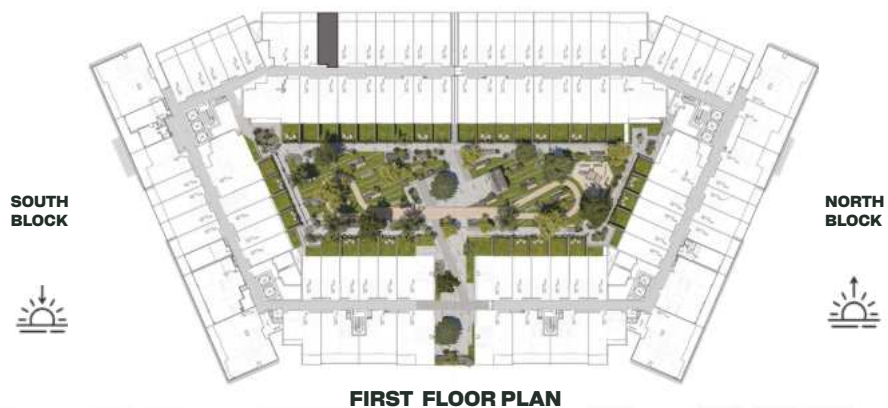 SOUTH
BLOCK
NORTH
BLOCK
FIRST FLOOR PLAN